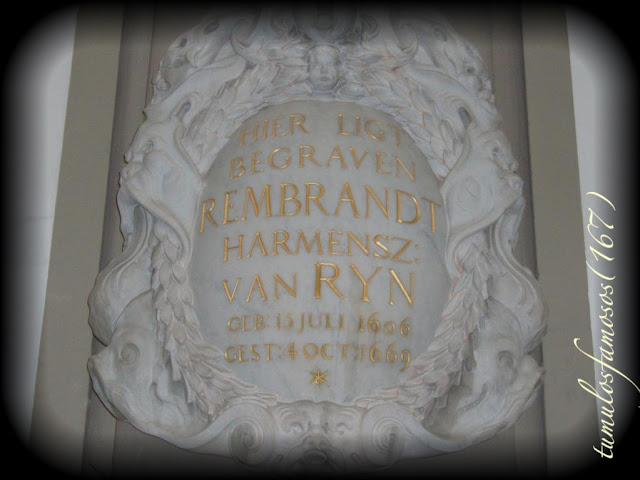 HIER LIGT
BEGRAVEN
REMBRANDT
HARMENSZ:
VAN RYN
GEB: 15 JULI 1606
GEST: 4 OCT: 1669
tumulosfamosos(167)